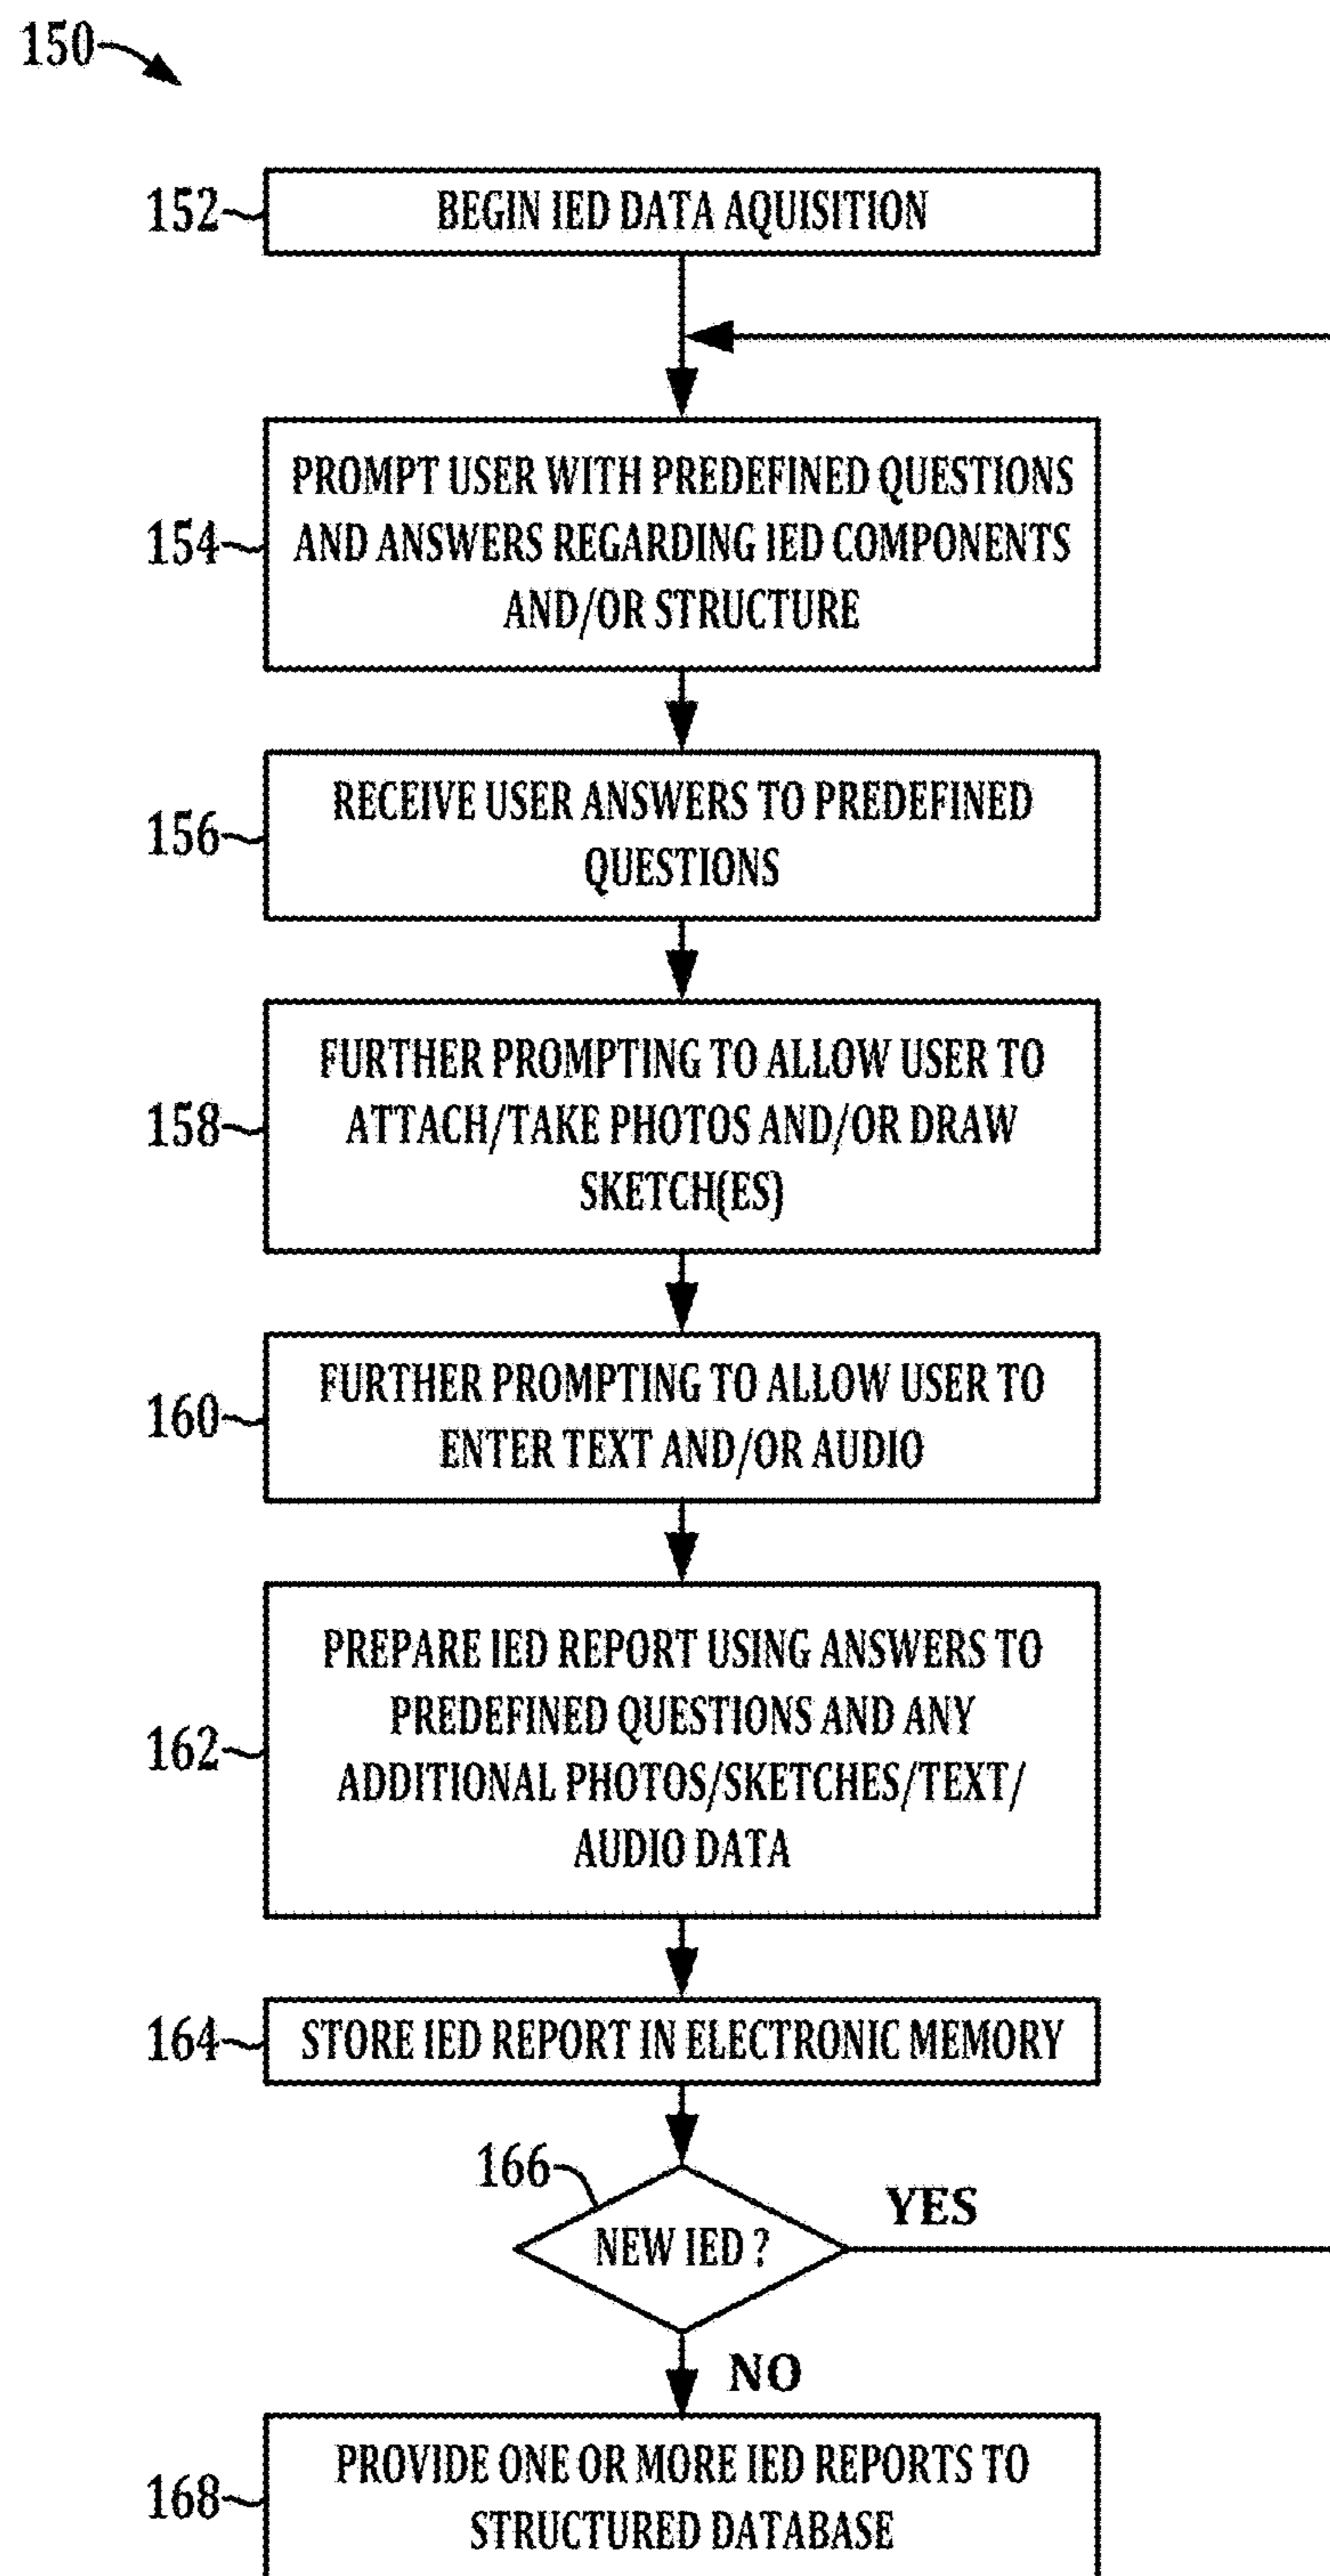 150
152
BEGIN IED DATA AQUISITION
154
PROMPT USER WITH PREDEFINED QUESTIONS
AND ANSWERS REGARDING IED COMPONENTS
AND/OR STRUCTURE
156
RECEIVE USER ANSWERS TO PREDEFINED
QUESTIONS
158
FURTHER PROMPTING TO ALLOW USER TO
ATTACH/TAKE PHOTOS AND/OR DRAW
SKETCH(ES)
160
FURTHER PROMPTING TO ALLOW USER TO
ENTER TEXT AND/OR AUDIO
162
PREPARE IED REPORT USING ANSWERS TO
PREDEFINED QUESTIONS AND ANY
ADDITIONAL PHOTOS/SKETCHES/TEXT/
AUDIO DATA
164
STORE IED REPORT IN ELECTRONIC MEMORY
166
NEW IED ?
YES
NO
168
PROVIDE ONE OR MORE IED REPORTS TO
STRUCTURED DATABASE